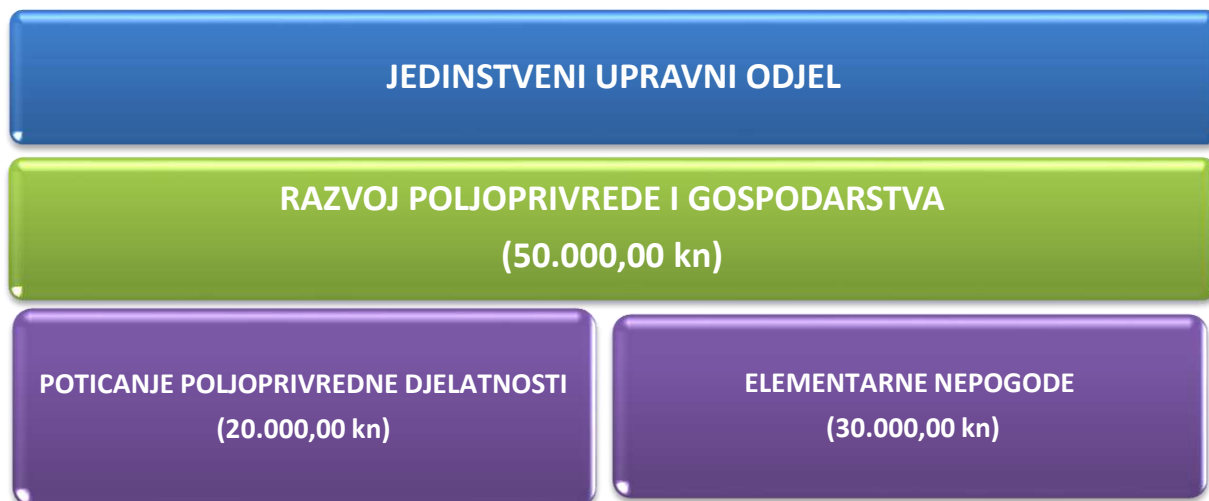 JEDINSTVENI UPRAVNI ODJEL
RAZVOJ POLJOPRIVREDE I GOSPODARSTVA
(50.000,00 kn)
POTICANJE POLJOPRIVREDNE DJELATNOSTI
(20.000,00 kn)
ELEMENTARNE NEPOGODE
(30.000,00 kn)